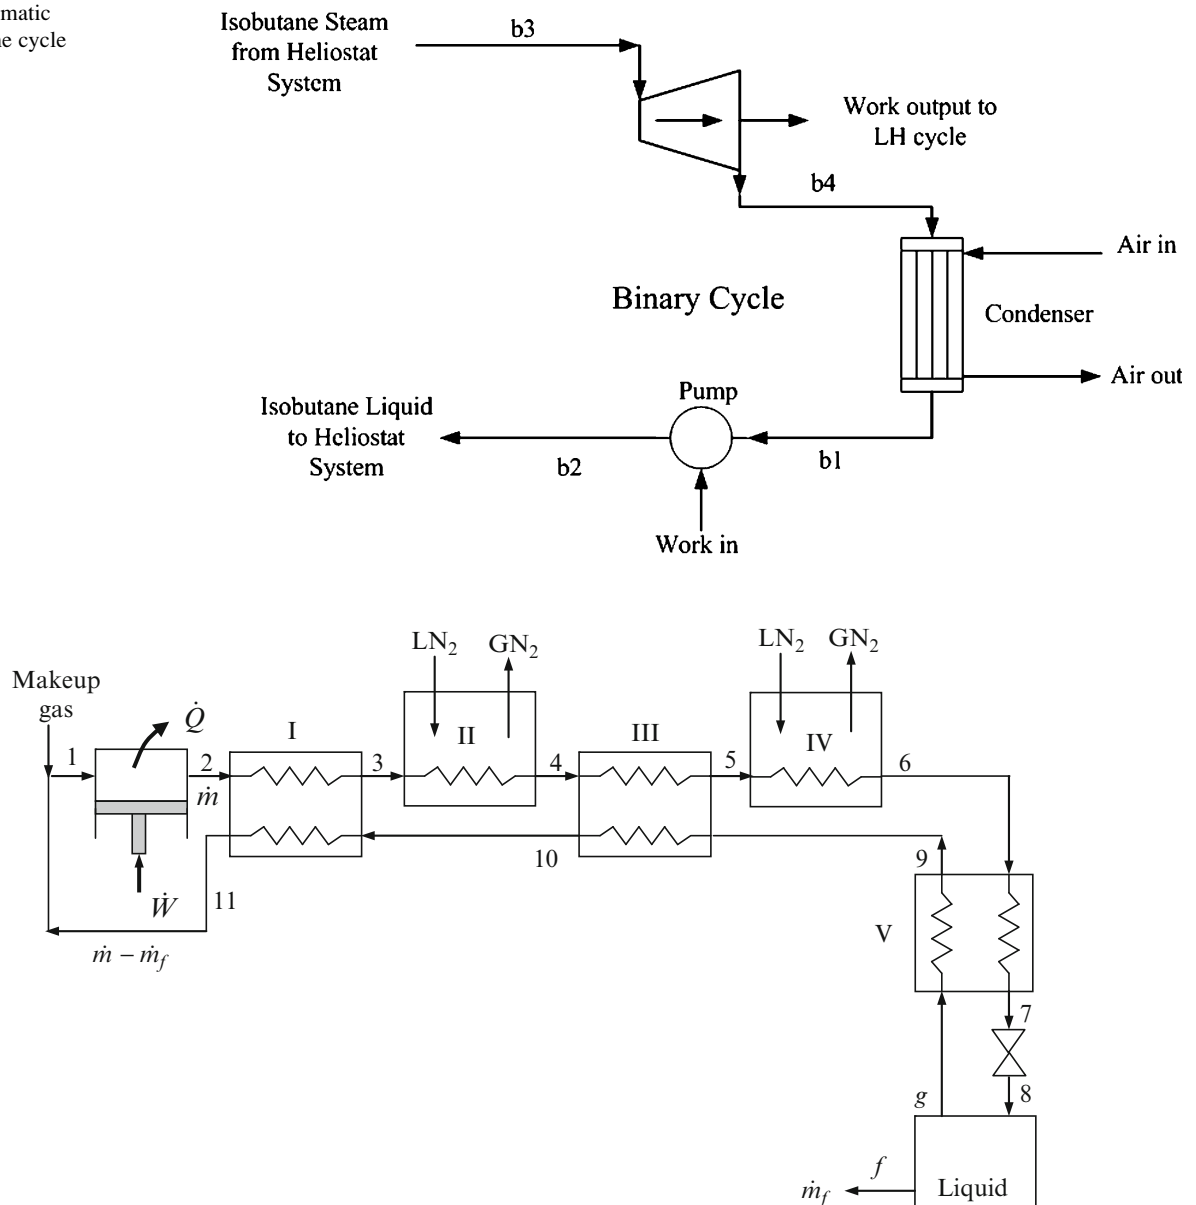 matic
ne cycle
Isobutane Steam
from Heliostat
System
b3
Work output to
LH cycle
b4
Air in
Binary Cycle
Condenser
Air out
Pump
Isobutane Liquid
to Heliostat
System
b2
b1
Work in
LN₂ GN₂
LN₂ GN₂
Makeup
gas
Q̇
I
II
III
IV
1
2
3
4
5
6
ṁ
10
9
11
Ẇ
V
ṁ − ṁ_f
7
g
8
f
Liquid
ṁ_f